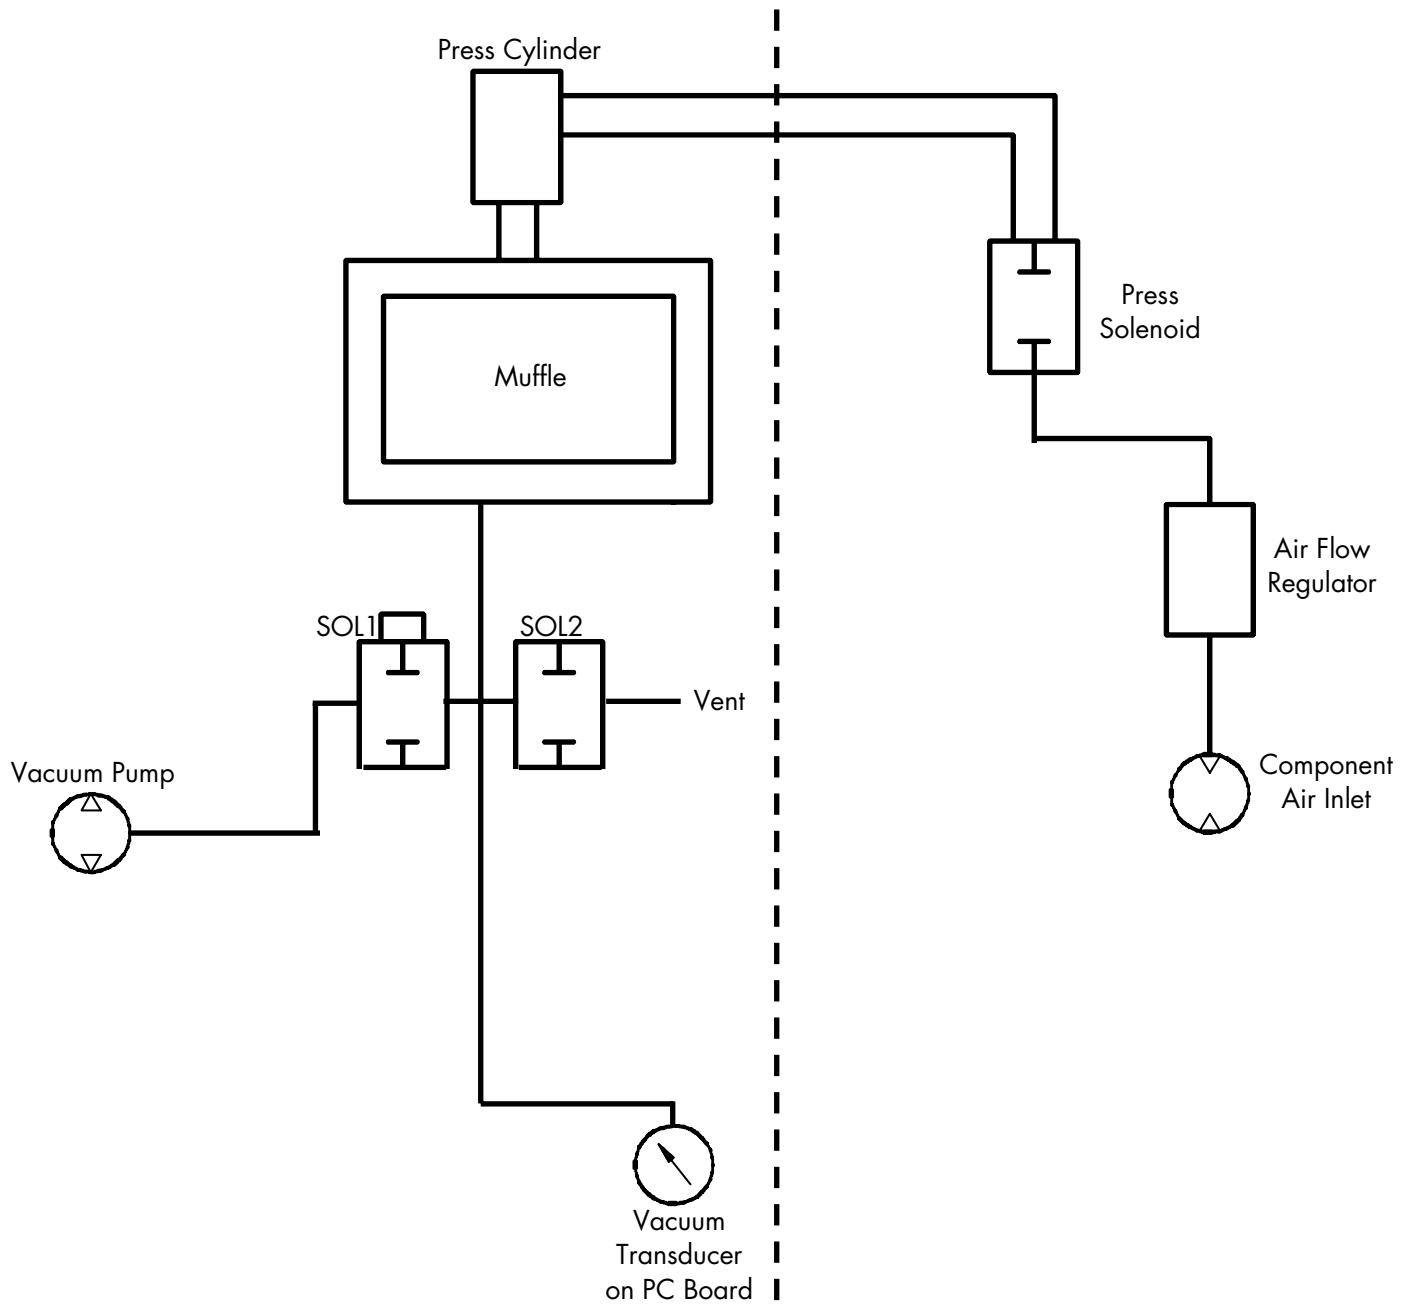 Press Cylinder
Press
Solenoid
Muffle
Air Flow
Regulator
SOL1
SOL2
Vent
Vacuum Pump
Component
Air Inlet
Vacuum
Transducer
on PC Board